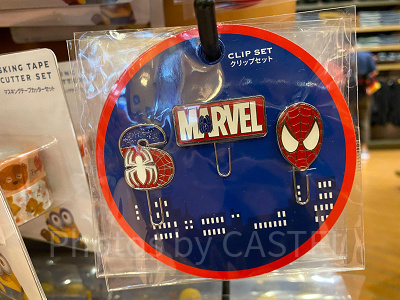 CLIP SET
クリップセット
MARVEL
SKING TAPE
CUTTER SET
マスキングテープカッターセット
Photo by CASTEL